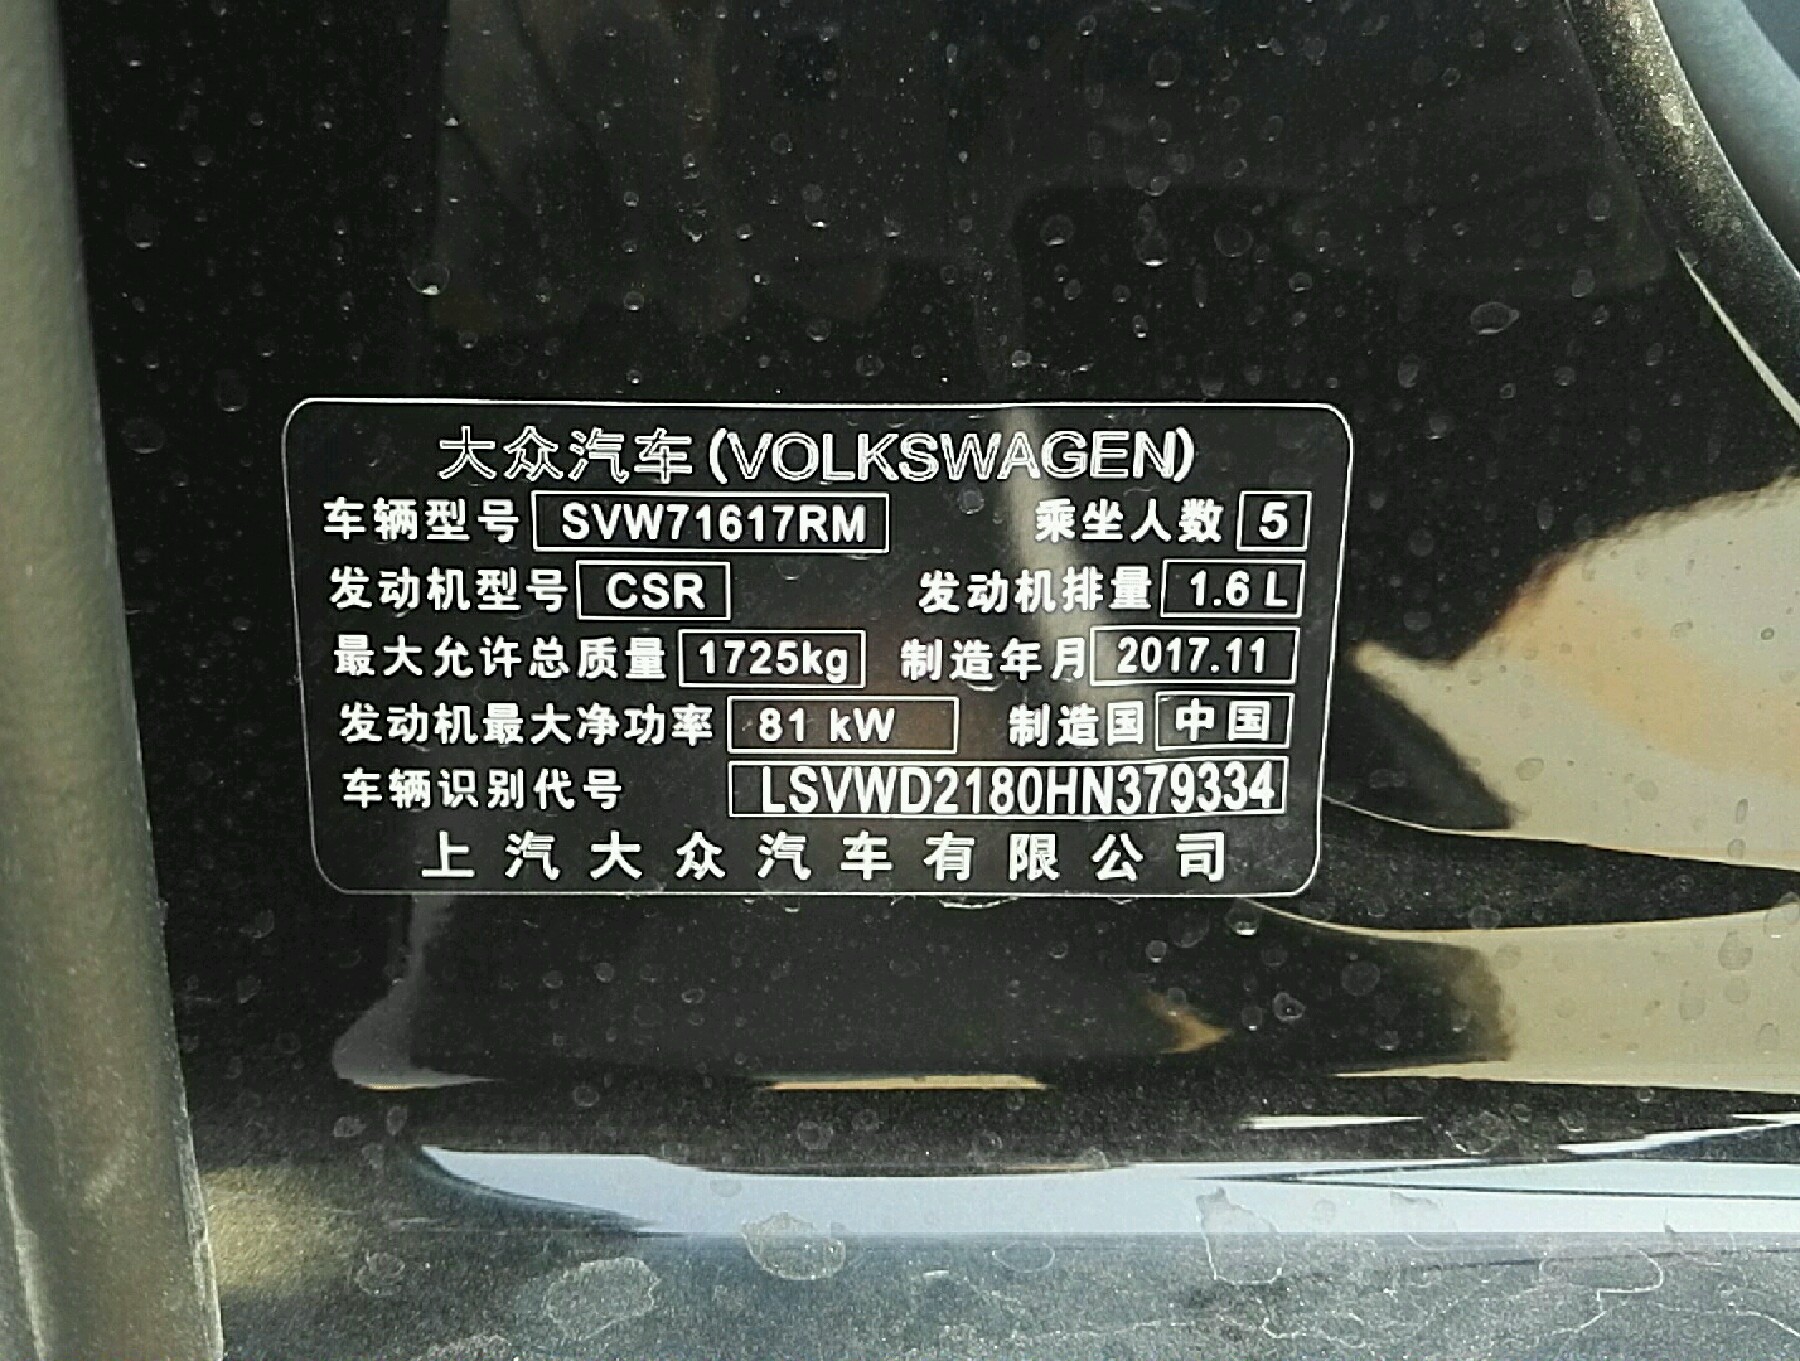 大众汽车(VOLKSWAGEN)
车辆型号 SVW71617RM 乘坐人数 5
发动机型号 CSR 发动机排量 1.6 L
最大允许总质量 1725kg 制造年月 2017.11
发动机最大净功率 81 kW 制造国 中国
车辆识别代号 LSVWD2180HN379334
上汽大众汽车有限公司